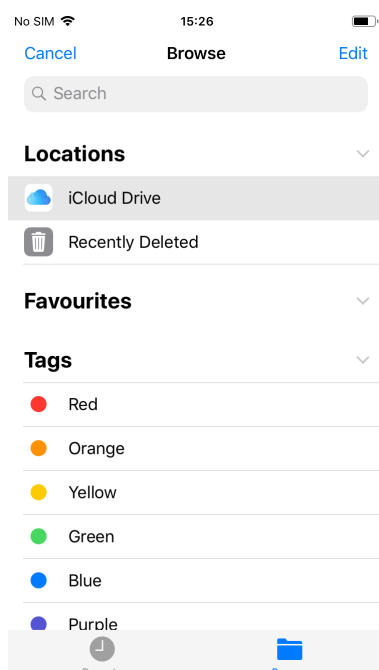 No SIM 15:26
Cancel Browse Edit
Search
Locations
iCloud Drive
Recently Deleted
Favourites
Tags
Red
Orange
Yellow
Green
Blue
Purple